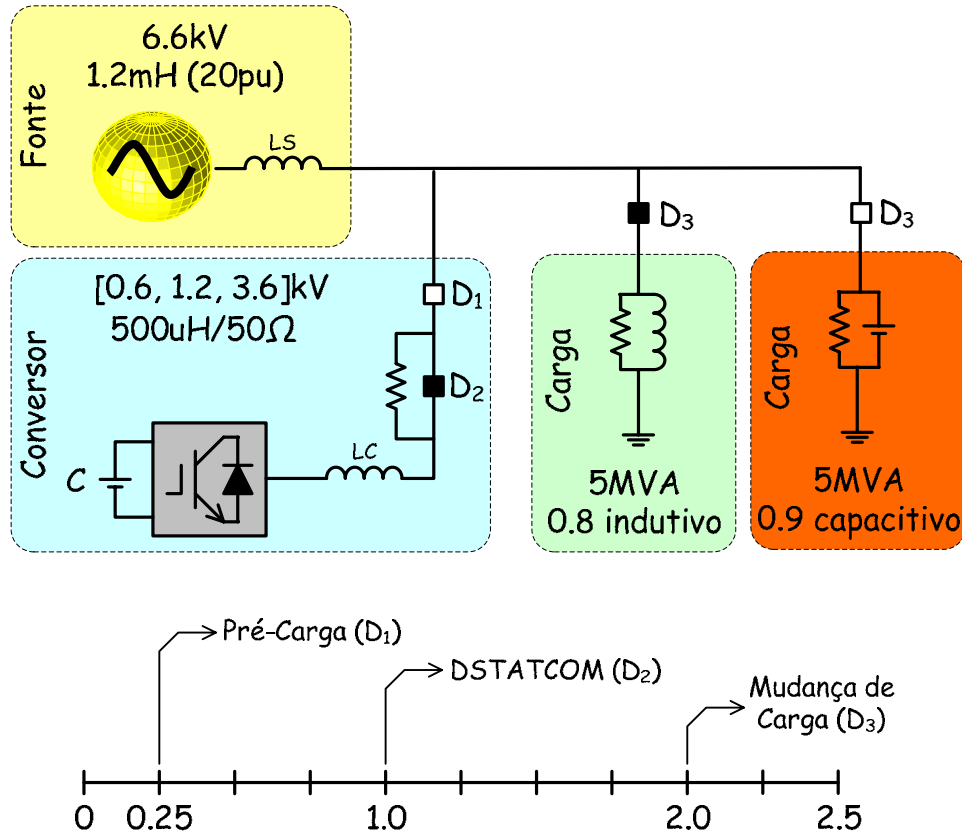 6.6kV
1.2mH (20pu)
Fonte
LS
D₃
D₃
[0.6, 1.2, 3.6]kV
500uH/50Ω
D₁
Conversor
D₂
LC
C
Carga
5MVA
0.8 indutivo
Carga
5MVA
0.9 capacitivo
Pré-Carga (D₁)
DSTATCOM (D₂)
Mudança de
Carga (D₃)
0 0.25 1.0 2.0 2.5